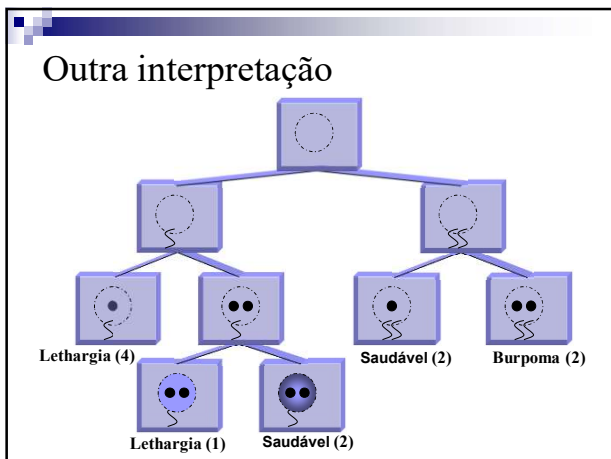 Outra interpretação
Lethargia (4)
Saudável (2)
Burpoma (2)
Lethargia (1)
Saudável (2)